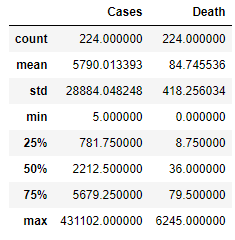 Cases Death
count 224.000000 224.000000
mean 5790.013393 84.745536
std 28884.048248 418.256034
min 5.000000 0.000000
25% 781.750000 8.750000
50% 2212.500000 36.000000
75% 5679.250000 79.500000
max 431102.000000 6245.000000